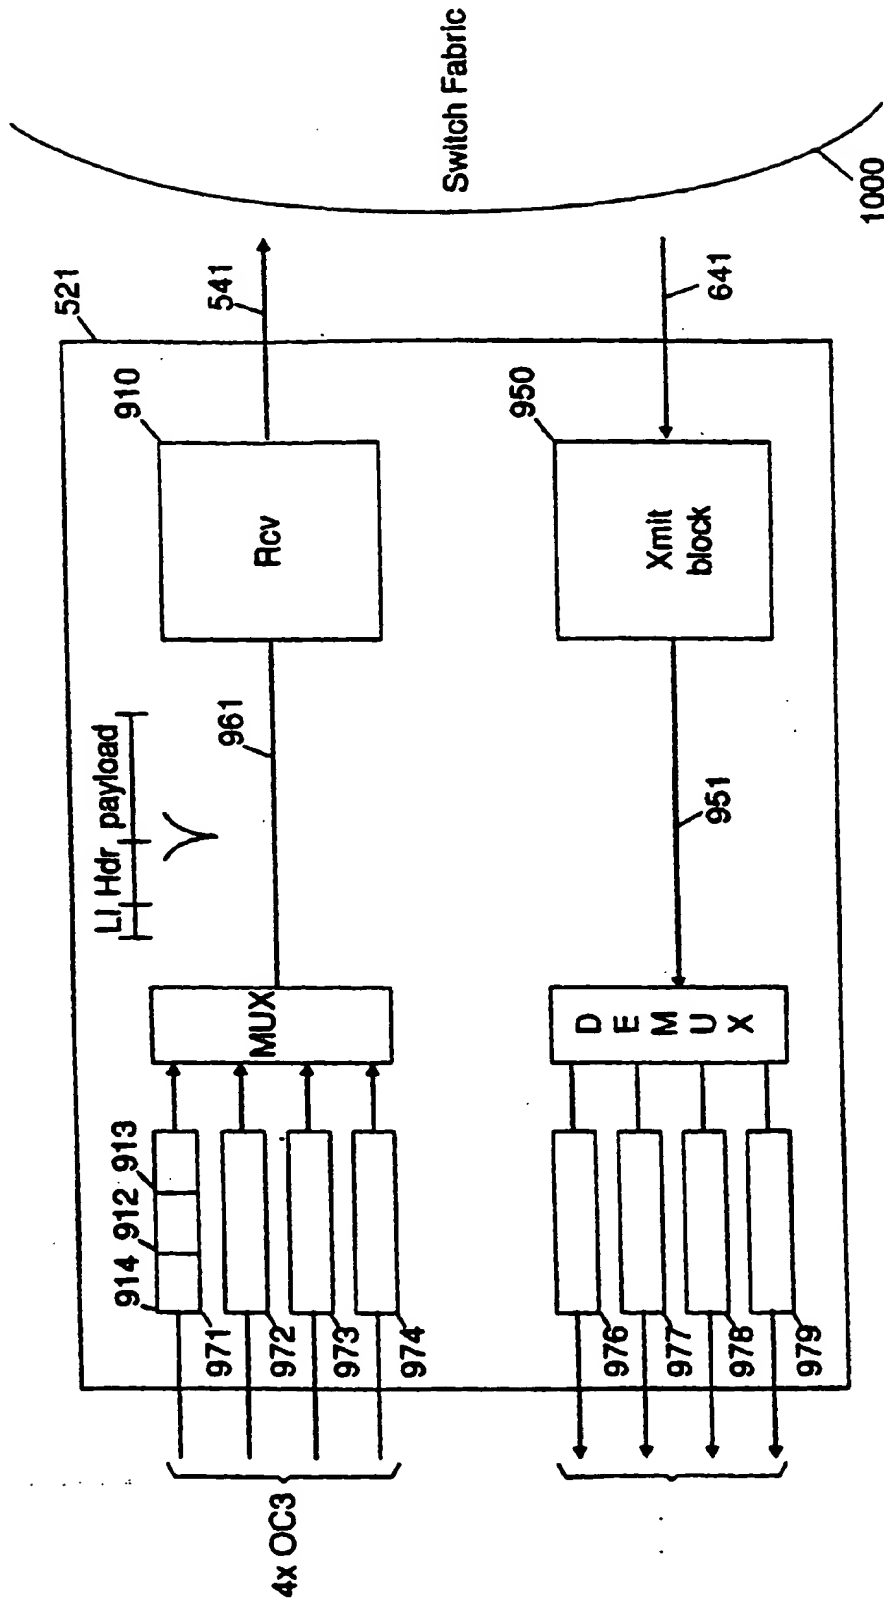 521
910
541
Switch Fabric
LI Hdr payload
961
Rcv
MUX
914 912 913
971
972
973
974
4x OC3
950
641
1000
Xmit
block
951
D
E
M
U
X
976
977
978
979